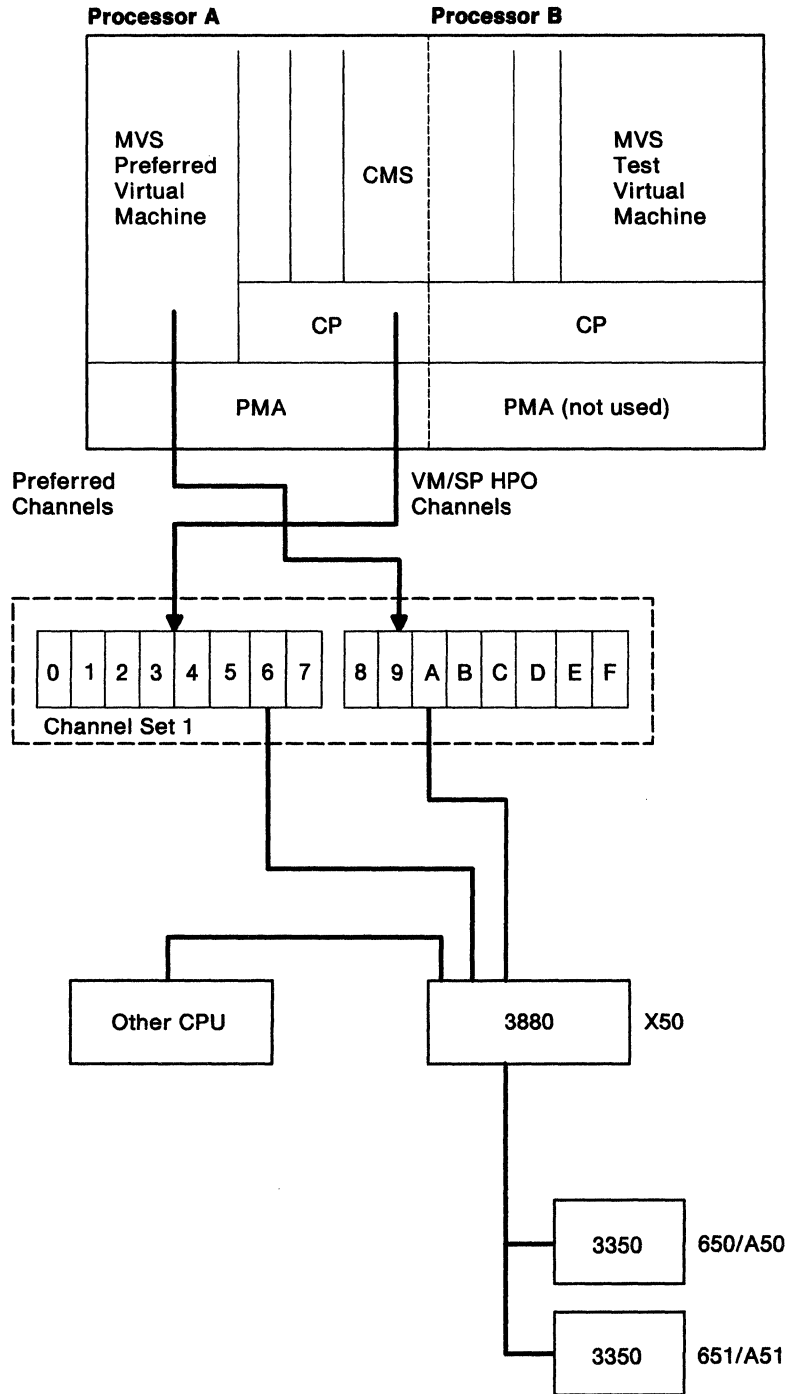 Processor A
Processor B
MVS
Preferred
Virtual
Machine
CMS
MVS
Test
Virtual
Machine
CP
CP
PMA
PMA (not used)
Preferred
Channels
VM/SP HPO
Channels
0 1 2 3 4 5 6 7 8 9 A B C D E F
Channel Set 1
Other CPU
3880
X50
3350
650/A50
3350
651/A51